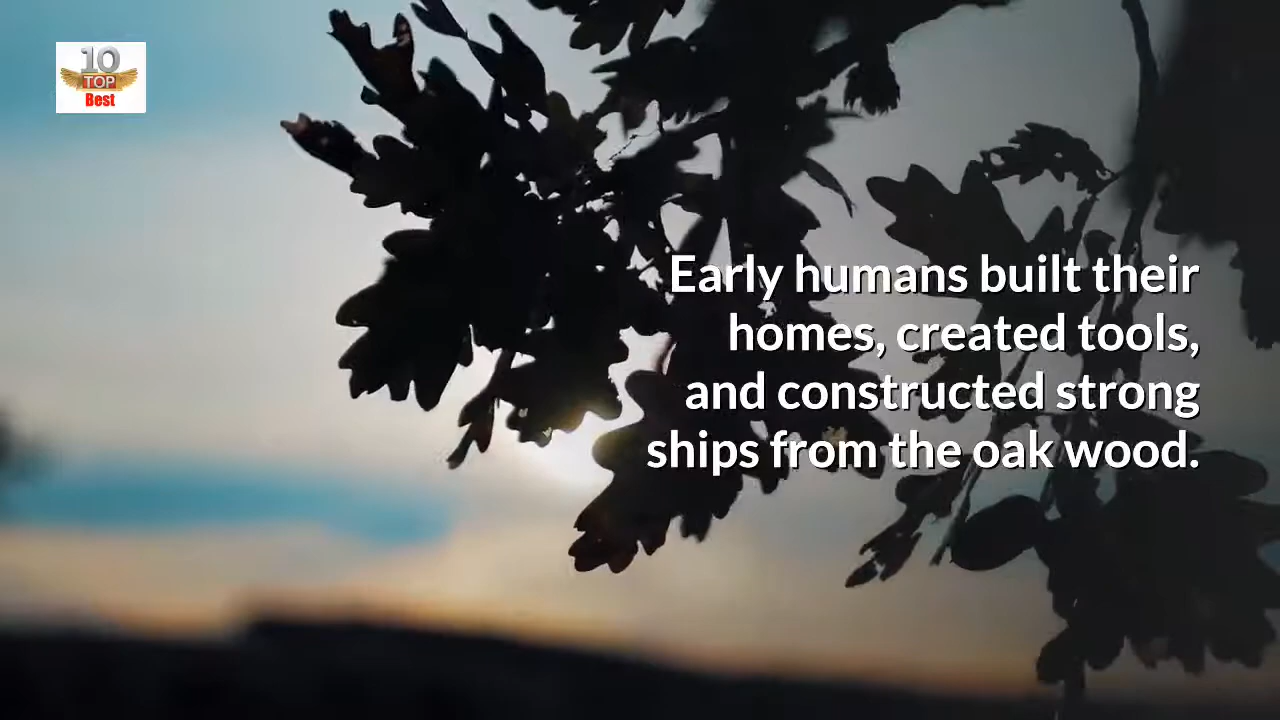 10
TOP
Best
Early humans built their
homes, created tools,
and constructed strong
ships from the oak wood.